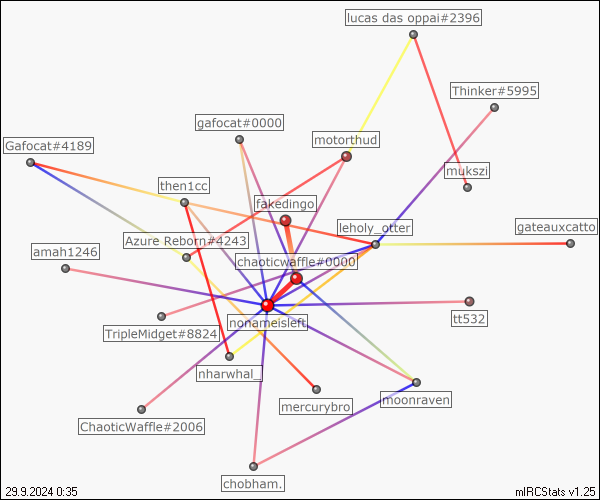 lucas das oppai#2396
Thinker#5995
gafocat#0000
motorthud
Gafocat#4189
mukszi
then1cc
fakedingo
leholy_otter
gateauxcatto
Azure Reborn#4243
amah1246
chaoticwaffle#0000
nonameisleft
tt532
TripleMidget#8824
nharwhal_j
mercurybro
moonraven
ChaoticWaffle#2006
chobham.
29.9.2024 0:35
mIRCStats v1.25